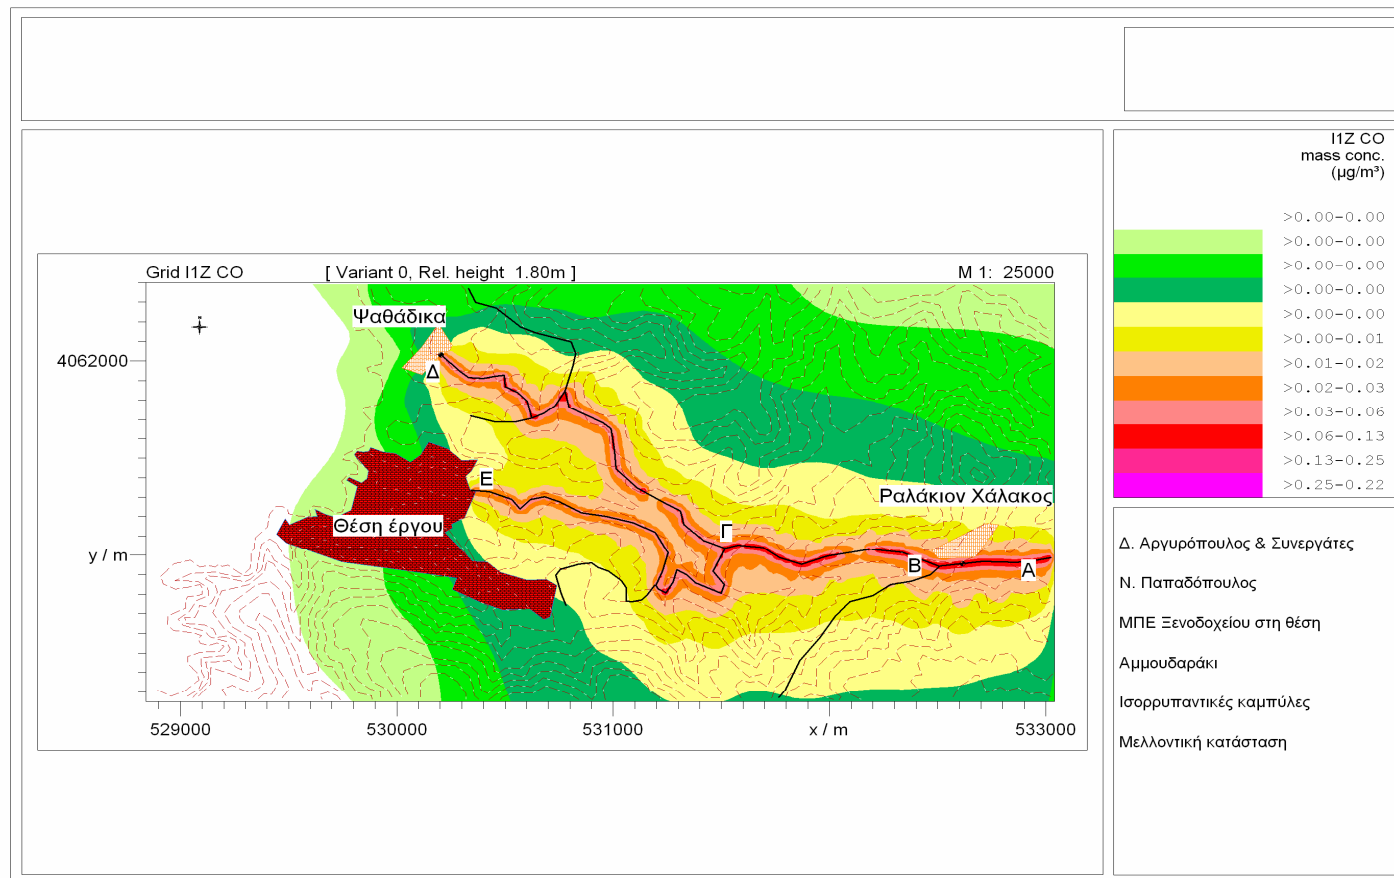 I1Z CO
mass conc.
(µg/m³)
>0.00-0.00
>0.00-0.00
>0.00-0.00
>0.00-0.00
>0.00-0.00
>0.00-0.01
>0.01-0.02
>0.02-0.03
>0.03-0.06
>0.06-0.13
>0.13-0.25
>0.25-0.22
Grid I1Z CO [ Variant 0, Rel. height 1.80m ] M 1: 25000
Ψαθάδικα
4062000
Δ
Ε
Ραλάκιον Χάλακος
Θέση έργου
Γ
y / m
Β
Α
529000 530000 531000 x / m 533000
Δ. Αργυρόπουλος & Συνεργάτες
Ν. Παπαδόπουλος
ΜΠΕ Ξενοδοχείου στη θέση
Αμμουδαράκι
Ισορρυπαντικές καμπύλες
Μελλοντική κατάσταση